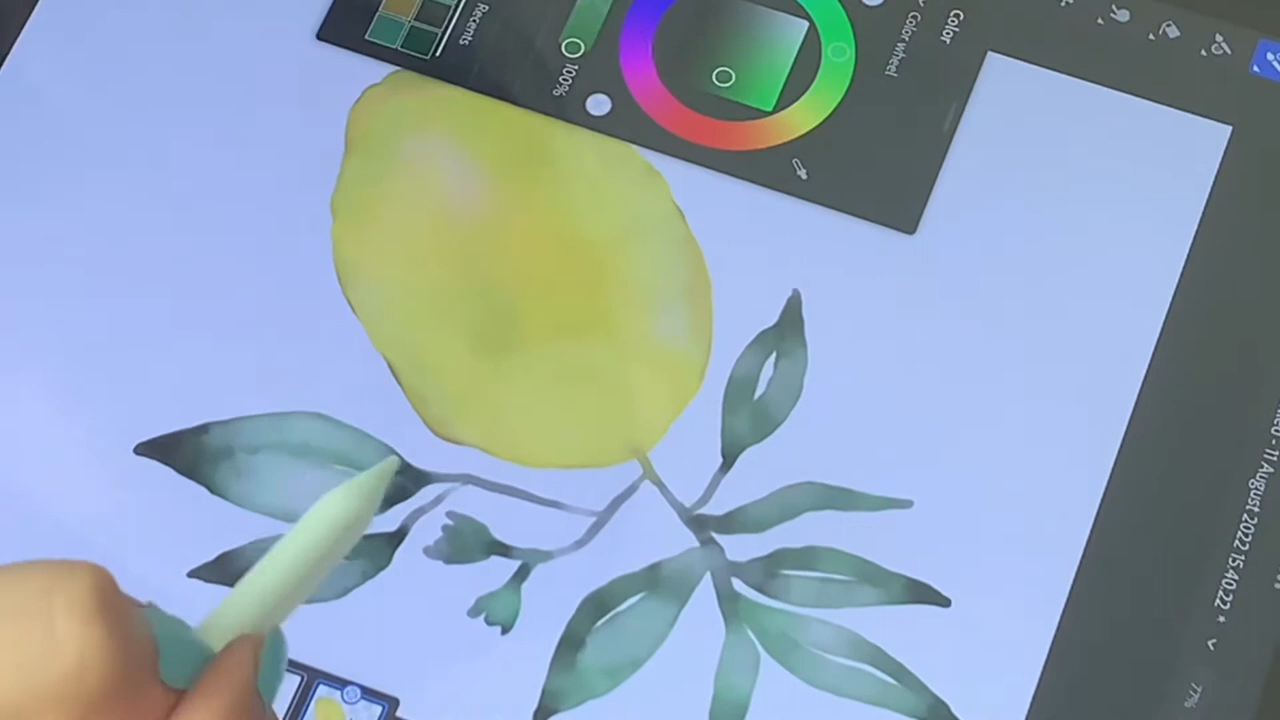 Color
Color wheel
100%
Recents
- 11 August 2022 15.40.22 *
77%